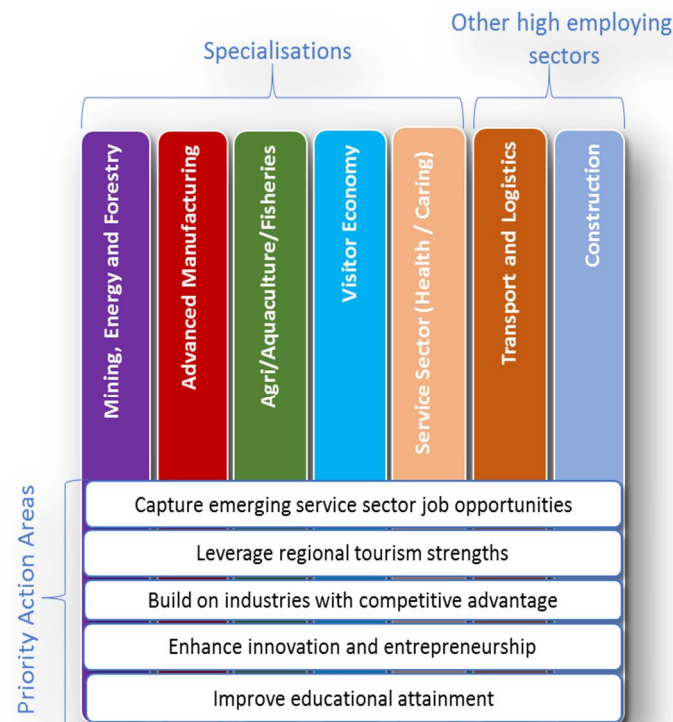 Specialisations
Other high employing
sectors
Mining, Energy and Forestry
Advanced Manufacturing
Agri/Aquaculture/Fisheries
Visitor Economy
Service Sector (Health / Caring)
Transport and Logistics
Construction
Priority Action Areas
Capture emerging service sector job opportunities
Leverage regional tourism strengths
Build on industries with competitive advantage
Enhance innovation and entrepreneurship
Improve educational attainment